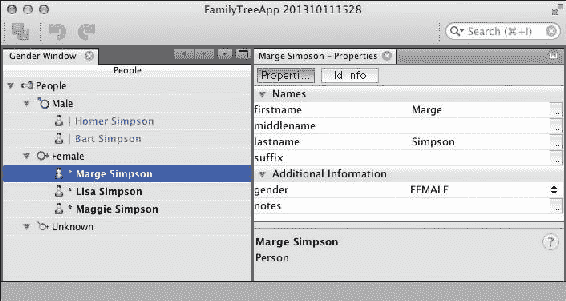 FamilyTreeApp 201310111528
Search (⌘+I)
Gender Window
People
People
Male
| Homer Simpson
| Bart Simpson
Female
* Marge Simpson
* Lisa Simpson
* Maggie Simpson
Unknown
Marge Simpson - Properties
Properti...
Id Info
Names
firstname Marge ...
middlename ...
lastname Simpson ...
suffix ...
Additional Information
gender FEMALE
notes ...
Marge Simpson
Person
?